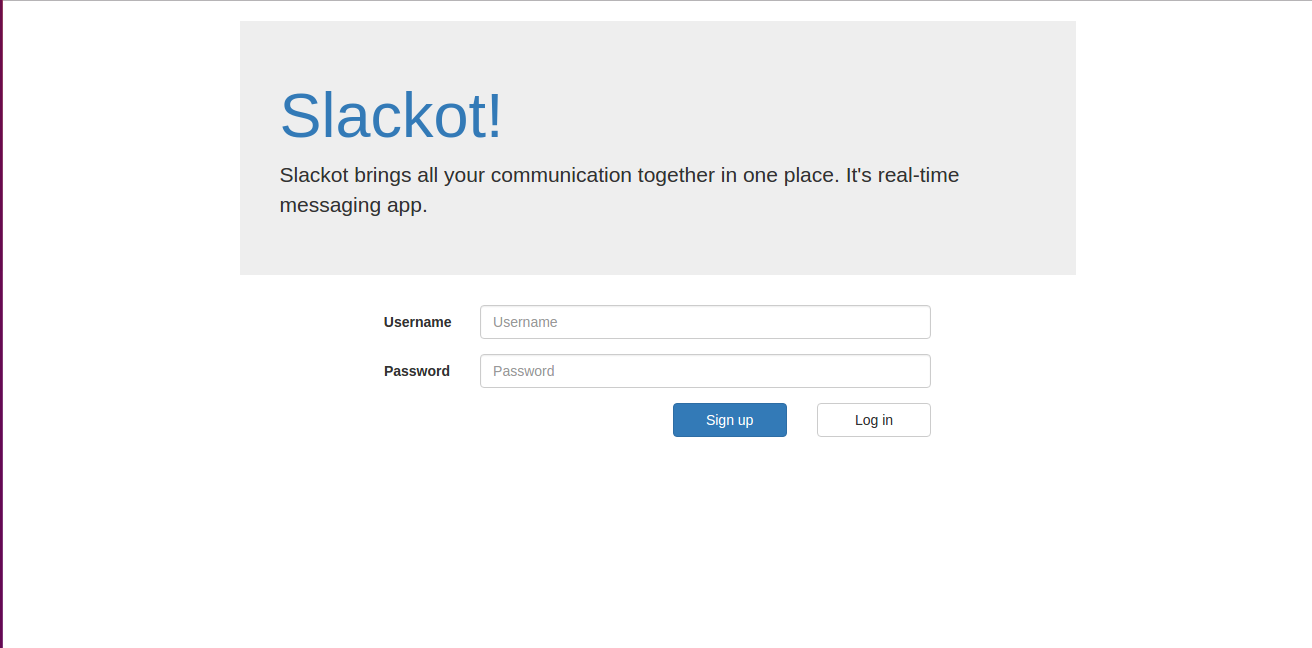 Slackot!
Slackot brings all your communication together in one place. It's real-time
messaging app.
Username Username
Password Password
Sign up Log in